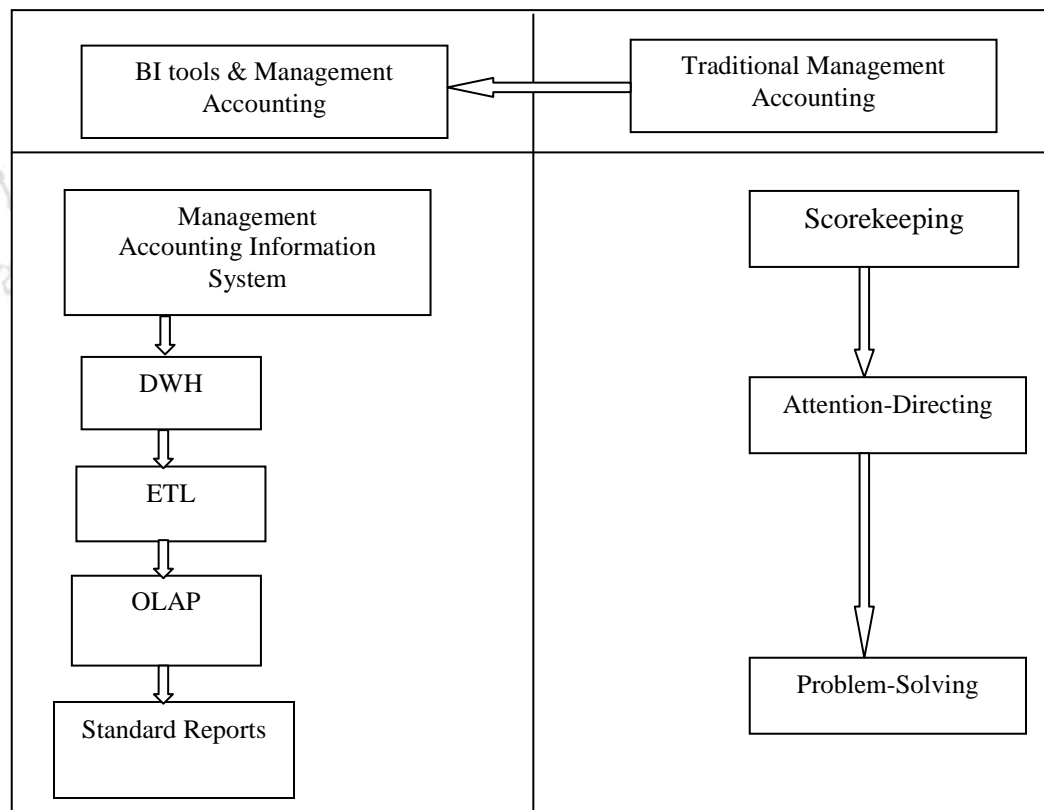 BI tools & Management
Accounting
Traditional Management
Accounting
Management
Accounting Information
System
DWH
ETL
OLAP
Standard Reports
Scorekeeping
Attention-Directing
Problem-Solving